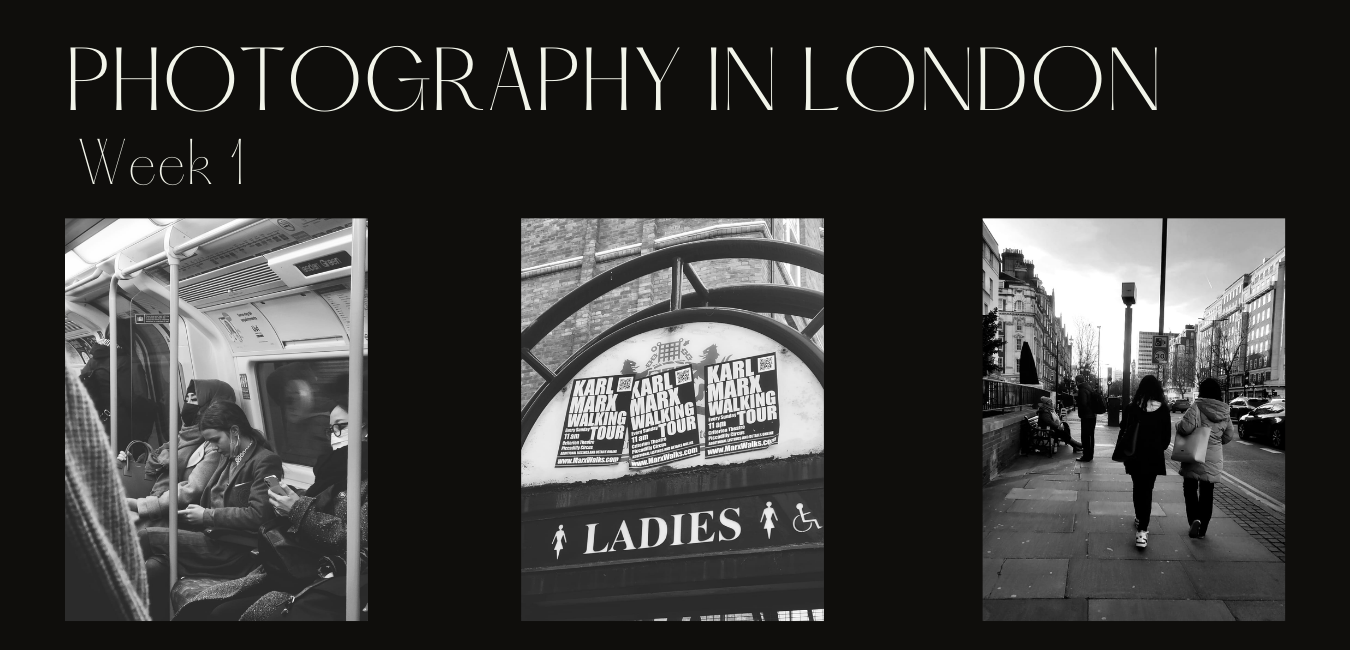 PHOTOGRAPHY IN LONDON
Week 1
KARL
MARX
WALKING
TOUR
Every Sunday
11 am
Criterion Theatre
Piccadilly Circus
www.MarxWalks.com
KARL
MARX
WALKING
TOUR
Every Sunday
11 am
Criterion Theatre
Piccadilly Circus
www.MarxWalks.com
KARL
MARX
WALKING
TOUR
Every Sunday
11 am
Criterion Theatre
Piccadilly Circus
www.MarxWalks.com
LADIES